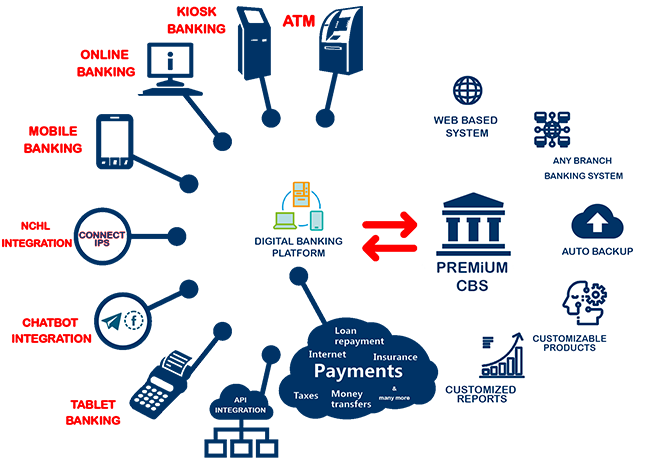 KIOSK
BANKING
ATM
ONLINE
BANKING
MOBILE
BANKING
NCHL
INTEGRATION
CONNECT
IPS
CHATBOT
INTEGRATION
TABLET
BANKING
API
INTEGRATION
DIGITAL BANKING
PLATFORM
Loan
repayment
Internet
Insurance
Payments
Taxes
Money
transfers
&
many more
PREMiUM
CBS
WEB BASED
SYSTEM
ANY BRANCH
BANKING SYSTEM
AUTO BACKUP
CUSTOMIZABLE
PRODUCTS
CUSTOMIZED
REPORTS